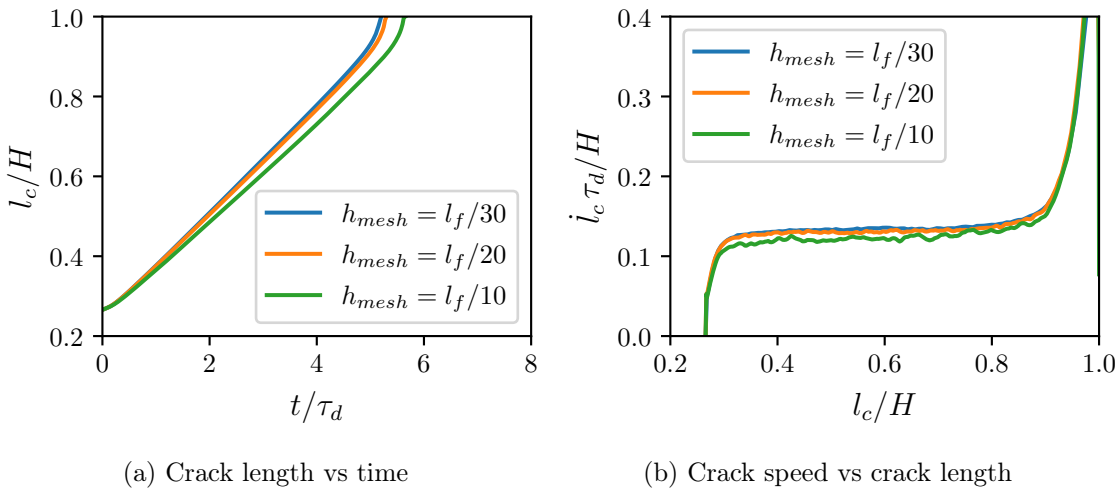 1.0
0.8
0.6
0.4
0.2
l_c/H
0 2 4 6 8
t/τ_d
h_mesh = l_f/30
h_mesh = l_f/20
h_mesh = l_f/10
(a) Crack length vs time
0.4
0.3
0.2
0.1
0.0
l̇_c τ_d/H
0.2 0.4 0.6 0.8 1.0
l_c/H
h_mesh = l_f/30
h_mesh = l_f/20
h_mesh = l_f/10
(b) Crack speed vs crack length